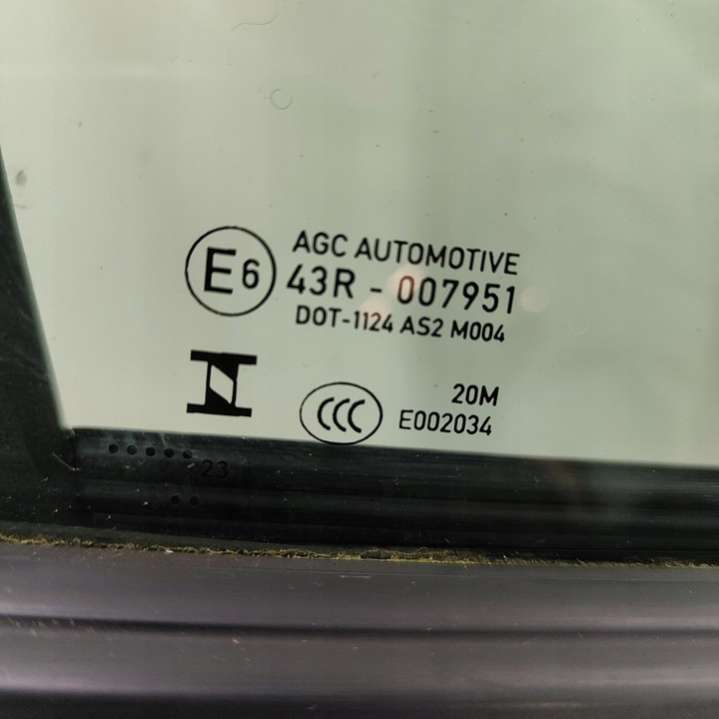 E6
AGC AUTOMOTIVE
43R - 007951
DOT-1124 AS2 M004
CCC
20M
E002034
23